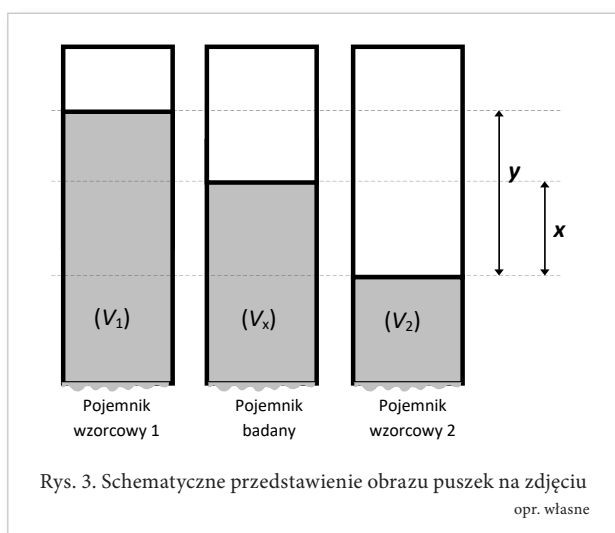 y
x
(V₁)
(Vₓ)
(V₂)
Pojemnik
wzorcowy 1
Pojemnik
badany
Pojemnik
wzorcowy 2
Rys. 3. Schematyczne przedstawienie obrazu puszek na zdjęciu
opr. własne